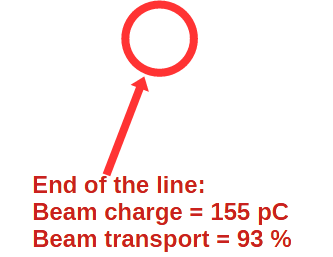 End of the line:
Beam charge = 155 pC
Beam transport = 93 %